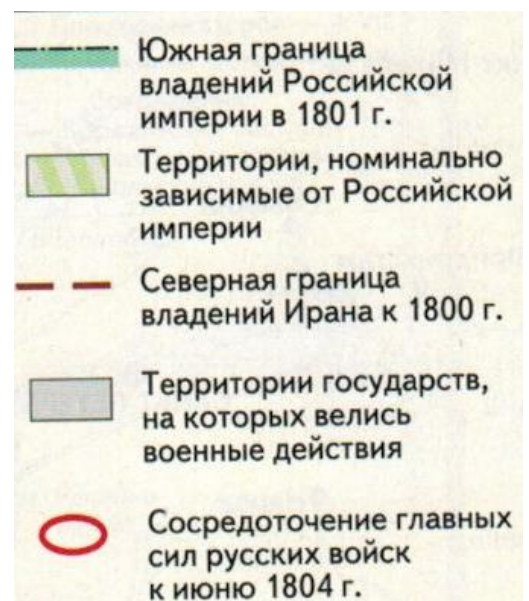 Южная граница
владений Российской
империи в 1801 г.
Территории, номинально
зависимые от Российской
империи
Северная граница
владений Ирана к 1800 г.
Территории государств,
на которых велись
военные действия
Сосредоточение главных
сил русских войск
к июню 1804 г.